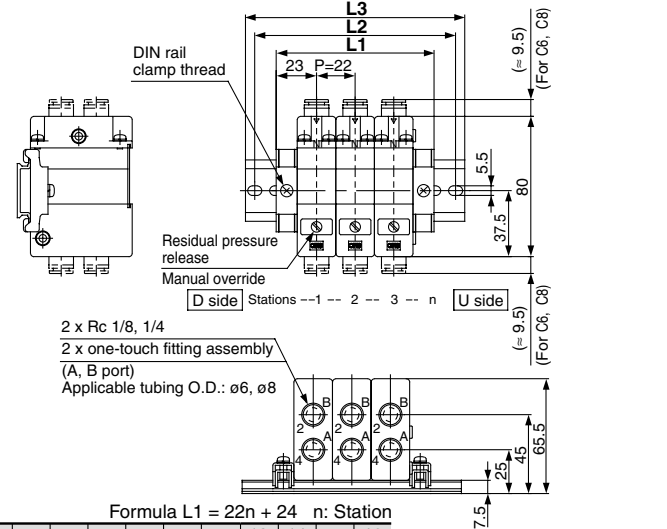 L3
L2
L1
23 P=22
DIN rail
clamp thread
(≈ 9.5)
(For C6, C8)
5.5
80
37.5
Residual pressure
release
Manual override
D side Stations --1 -- 2 -- 3 -- n U side
(≈ 9.5)
(For C6, C8)
2 x Rc 1/8, 1/4
2 x one-touch fitting assembly
(A, B port)
Applicable tubing O.D.: ø6, ø8
B B B
2 2 2
A A A
4 4 4
25
45
65.5
7.5
Formula L1 = 22n + 24 n: Station